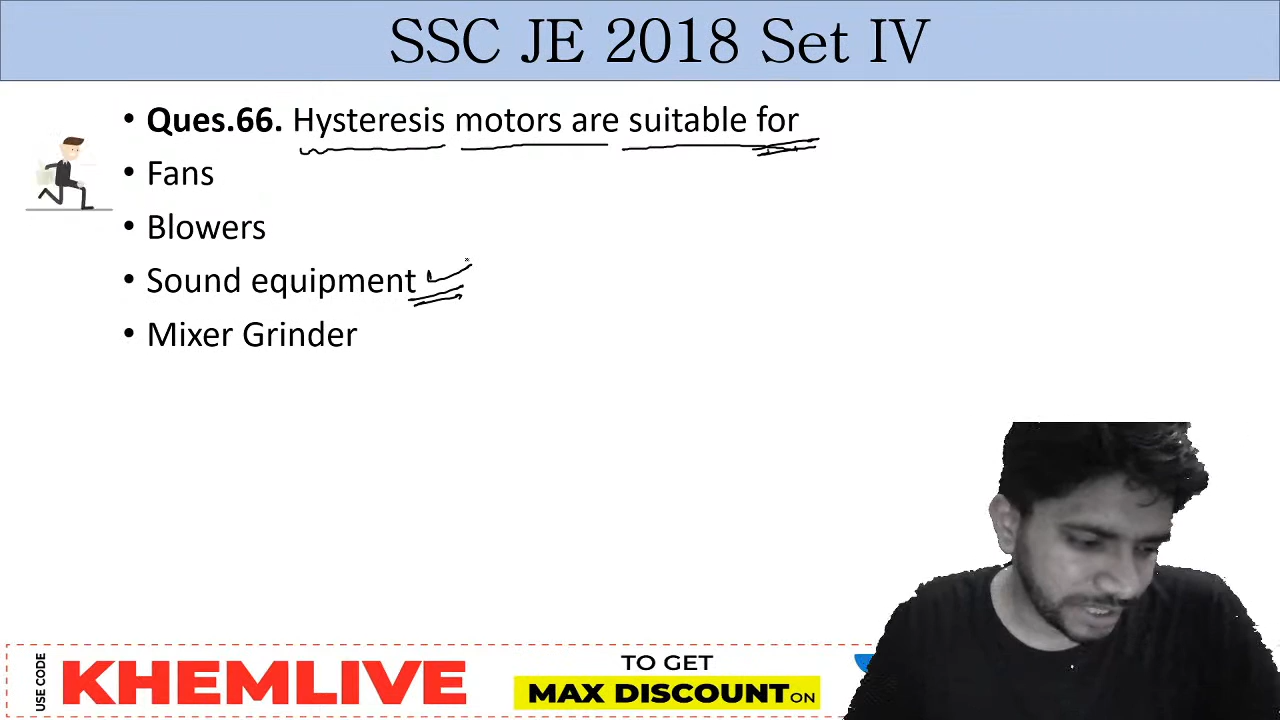 SSC JE 2018 Set IV
• Ques.66. Hysteresis motors are suitable for
• Fans
• Blowers
• Sound equipment
• Mixer Grinder
USE CODE
KHEMLIVE
TO GET
MAX DISCOUNT ON